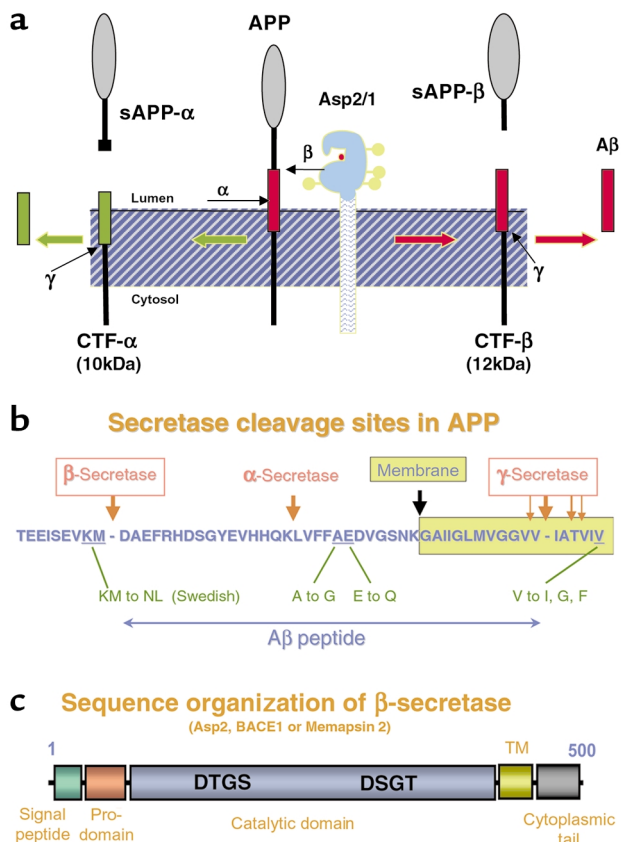 a
APP
sAPP-α
Asp2/1
sAPP-β
β
Aβ
α
Lumen
γ
γ
Cytosol
CTF-α
(10kDa)
CTF-β
(12kDa)
b
Secretase cleavage sites in APP
β-Secretase
α-Secretase
Membrane
γ-Secretase
TEEISEVKM - DAEFRHDSGYEVHHQKLVFFAEDVGSNKGAIIGLMVGGVV - IATVIV
KM to NL (Swedish)
A to G
E to Q
V to I, G, F
Aβ peptide
c
Sequence organization of β-secretase
(Asp2, BACE1 or Memapsin 2)
1
TM
500
DTGS
DSGT
Signal
peptide
Pro-
domain
Catalytic domain
Cytoplasmic
tail